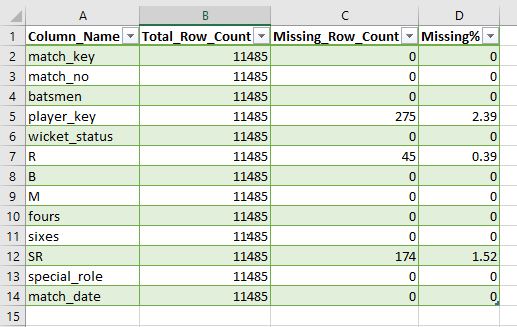 A B C D
1 Column_Name Total_Row_Count Missing_Row_Count Missing%
2 match_key 11485 0 0
3 match_no 11485 0 0
4 batsmen 11485 0 0
5 player_key 11485 275 2.39
6 wicket_status 11485 0 0
7 R 11485 45 0.39
8 B 11485 0 0
9 M 11485 0 0
10 fours 11485 0 0
11 sixes 11485 0 0
12 SR 11485 174 1.52
13 special_role 11485 0 0
14 match_date 11485 0 0
15